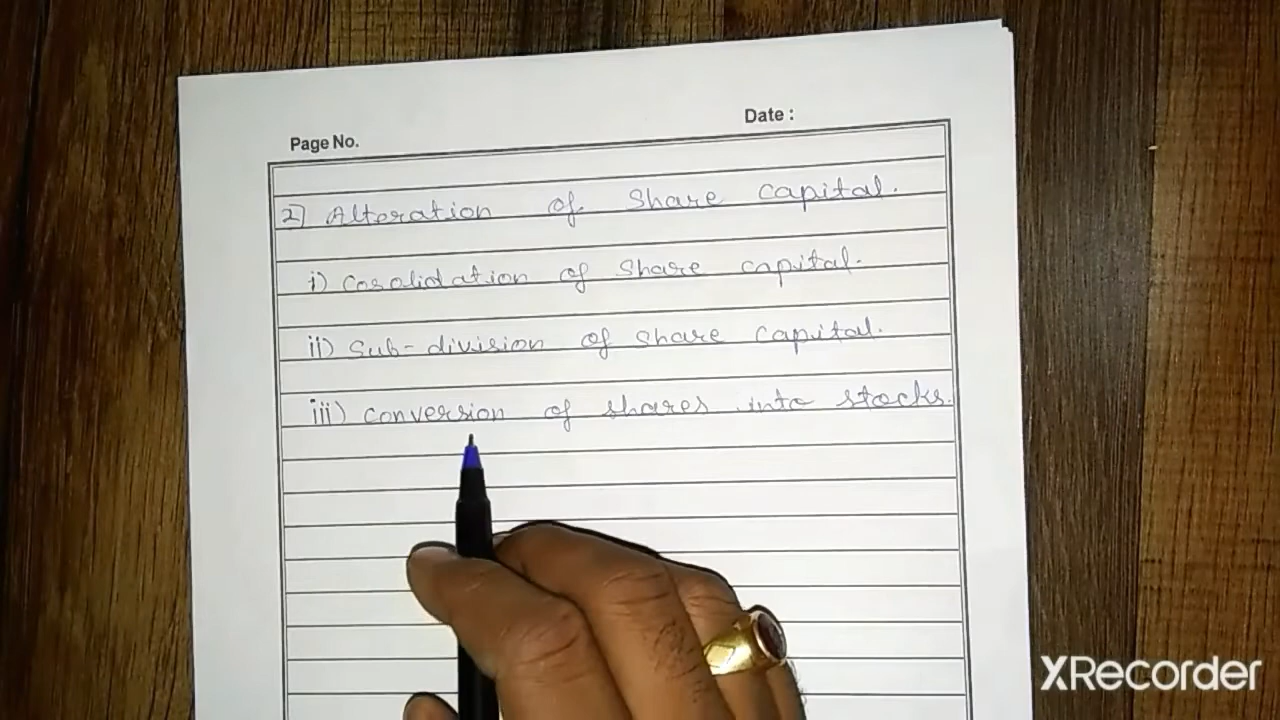 Page No.
Date :
2) Alteration of share capital.
i) Cosolidation of share capital.
ii) Sub-division of share capital.
iii) conversion of shares into stocks.
XRecorder